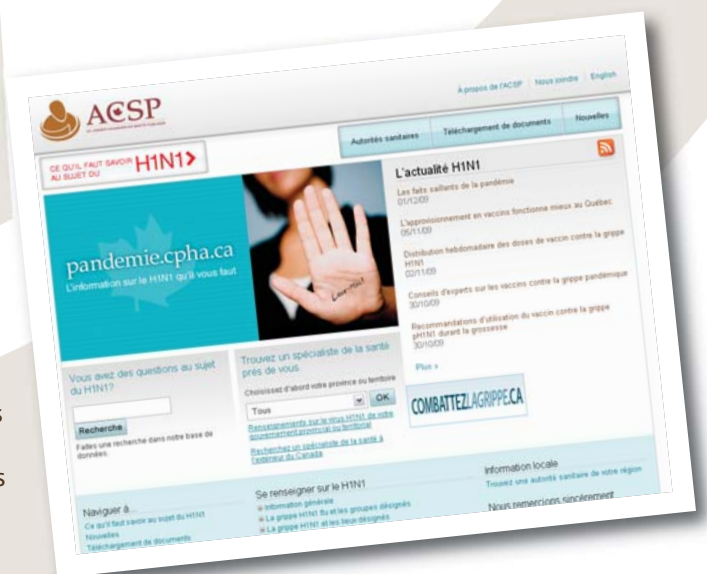 ACSP
À propos de l'ACSP | Nous joindre | English
Autorités sanitaires
Téléchargement de documents
Nouvelles
CE QU'IL FAUT SAVOIR
AU SUJET DU
H1N1>
pandemie.cpha.ca
L'information sur le H1N1 qu'il vous faut
L'actualité H1N1
Les faits saillants de la pandémie
01/12/09
L'approvisionnement en vaccins fonctionne mieux au Québec
05/11/09
Distribution hebdomadaire des doses de vaccin contre la grippe
H1N1
02/11/09
Conseils d'experts sur les vaccins contre la grippe pandémique
30/10/09
Recommandations d'utilisation du vaccin contre la grippe
pH1N1 durant la grossesse
30/10/09
Plus »
COMBATTEZLAGRIPPE.CA
Vous avez des questions au sujet
du H1N1?
Recherche
Faites une recherche dans notre base de
données.
Trouvez un spécialiste de la santé
près de vous
Choisissez d'abord votre province ou territoire
Tous
OK
Renseignements sur le virus H1N1 de votre
gouvernement provincial ou territorial
Recherchez un spécialiste de la santé à
l'extérieur du Canada
s
s
Naviguer à...
Ce qu'il faut savoir au sujet du H1N1
Nouvelles
Téléchargement de documents
Se renseigner sur le H1N1
Information générale
La grippe H1N1 flu et les groupes désignés
La grippe H1N1 et les lieux désignés
Information locale
Trouvez une autorité sanitaire de votre région
Nous remercions sincèrement